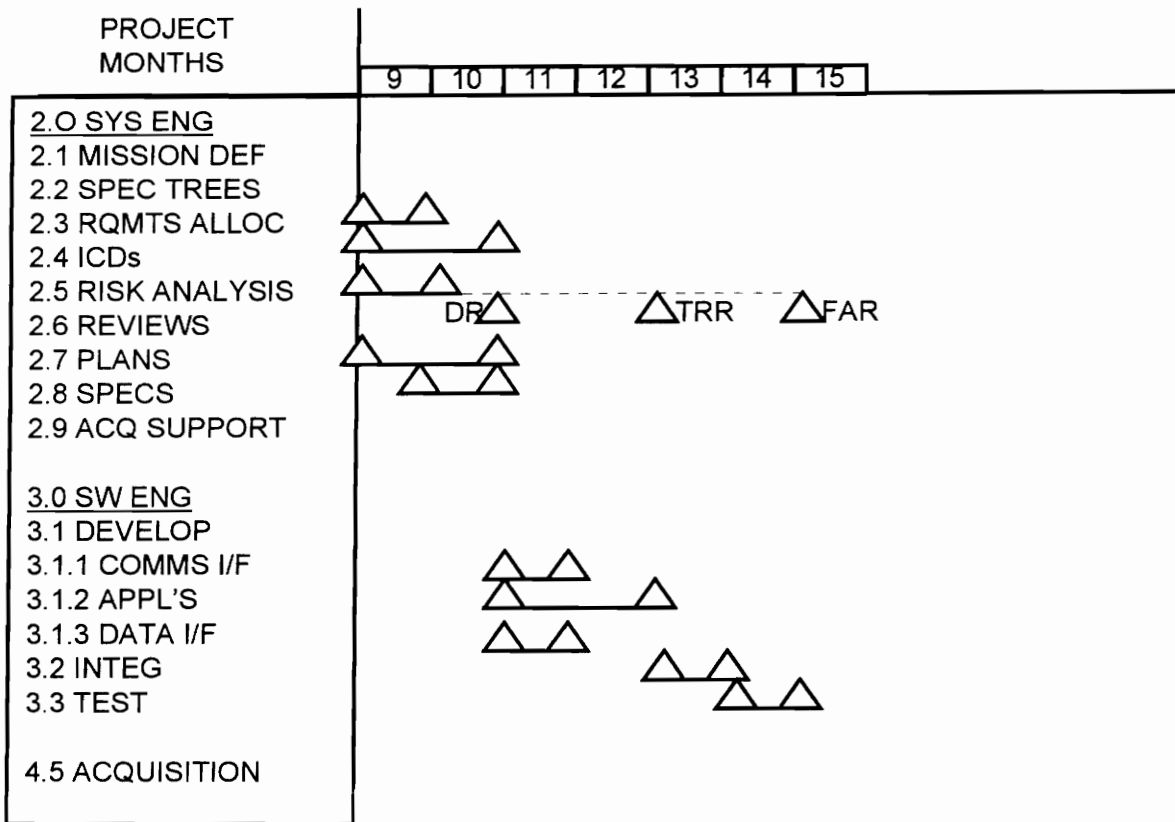 PROJECT
MONTHS
9 10 11 12 13 14 15
2.O SYS ENG
2.1 MISSION DEF
2.2 SPEC TREES
2.3 RQMTS ALLOC
2.4 ICDs
2.5 RISK ANALYSIS
DR TRR FAR
2.6 REVIEWS
2.7 PLANS
2.8 SPECS
2.9 ACQ SUPPORT
3.0 SW ENG
3.1 DEVELOP
3.1.1 COMMS I/F
3.1.2 APPL'S
3.1.3 DATA I/F
3.2 INTEG
3.3 TEST
4.5 ACQUISITION